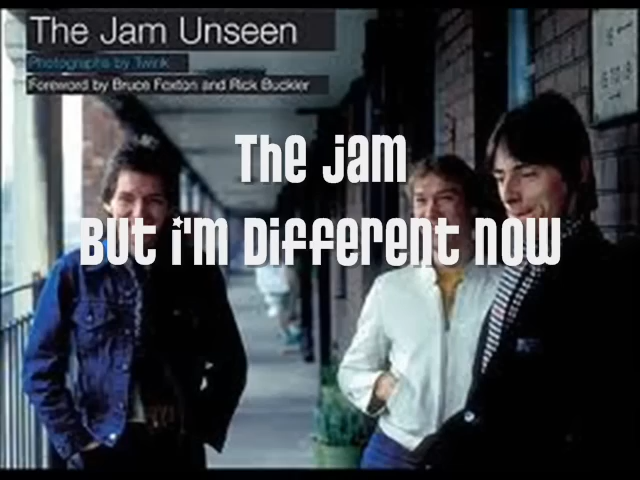 The Jam Unseen
Photographs by Twink
Foreword by Bruce Foxton and Rick Buckler
The Jam
But i'm Different now